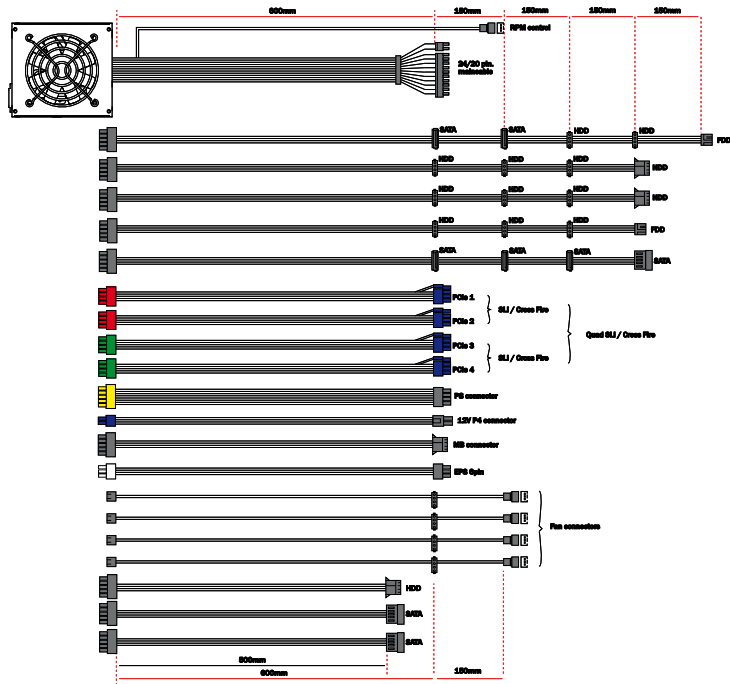 600mm 150mm 150mm 150mm 150mm
RPM control
24/20 pin.
SATA SATA HDD HDD FDD
HDD HDD HDD HDD
HDD HDD HDD HDD
HDD HDD HDD FDD
SATA SATA SATA SATA
PCIe 1
SLI / Cross Fire
PCIe 2
Quad SLI / Cross Fire
PCIe 3
SLI / Cross Fire
PCIe 4
P8 connector
12V P4 connector
MB connector
EPS 6pin
Fan connectors
HDD
SATA
SATA
500mm
600mm 150mm